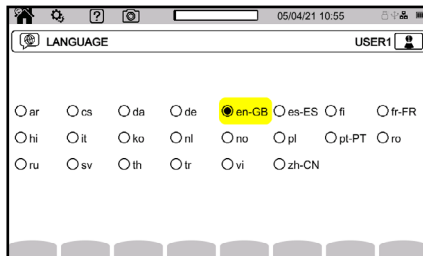 ? 05/04/21 10:55
LANGUAGE USER1
ar cs da de en-GB es-ES fi fr-FR
hi it ko nl no pl pt-PT ro
ru sv th tr vi zh-CN